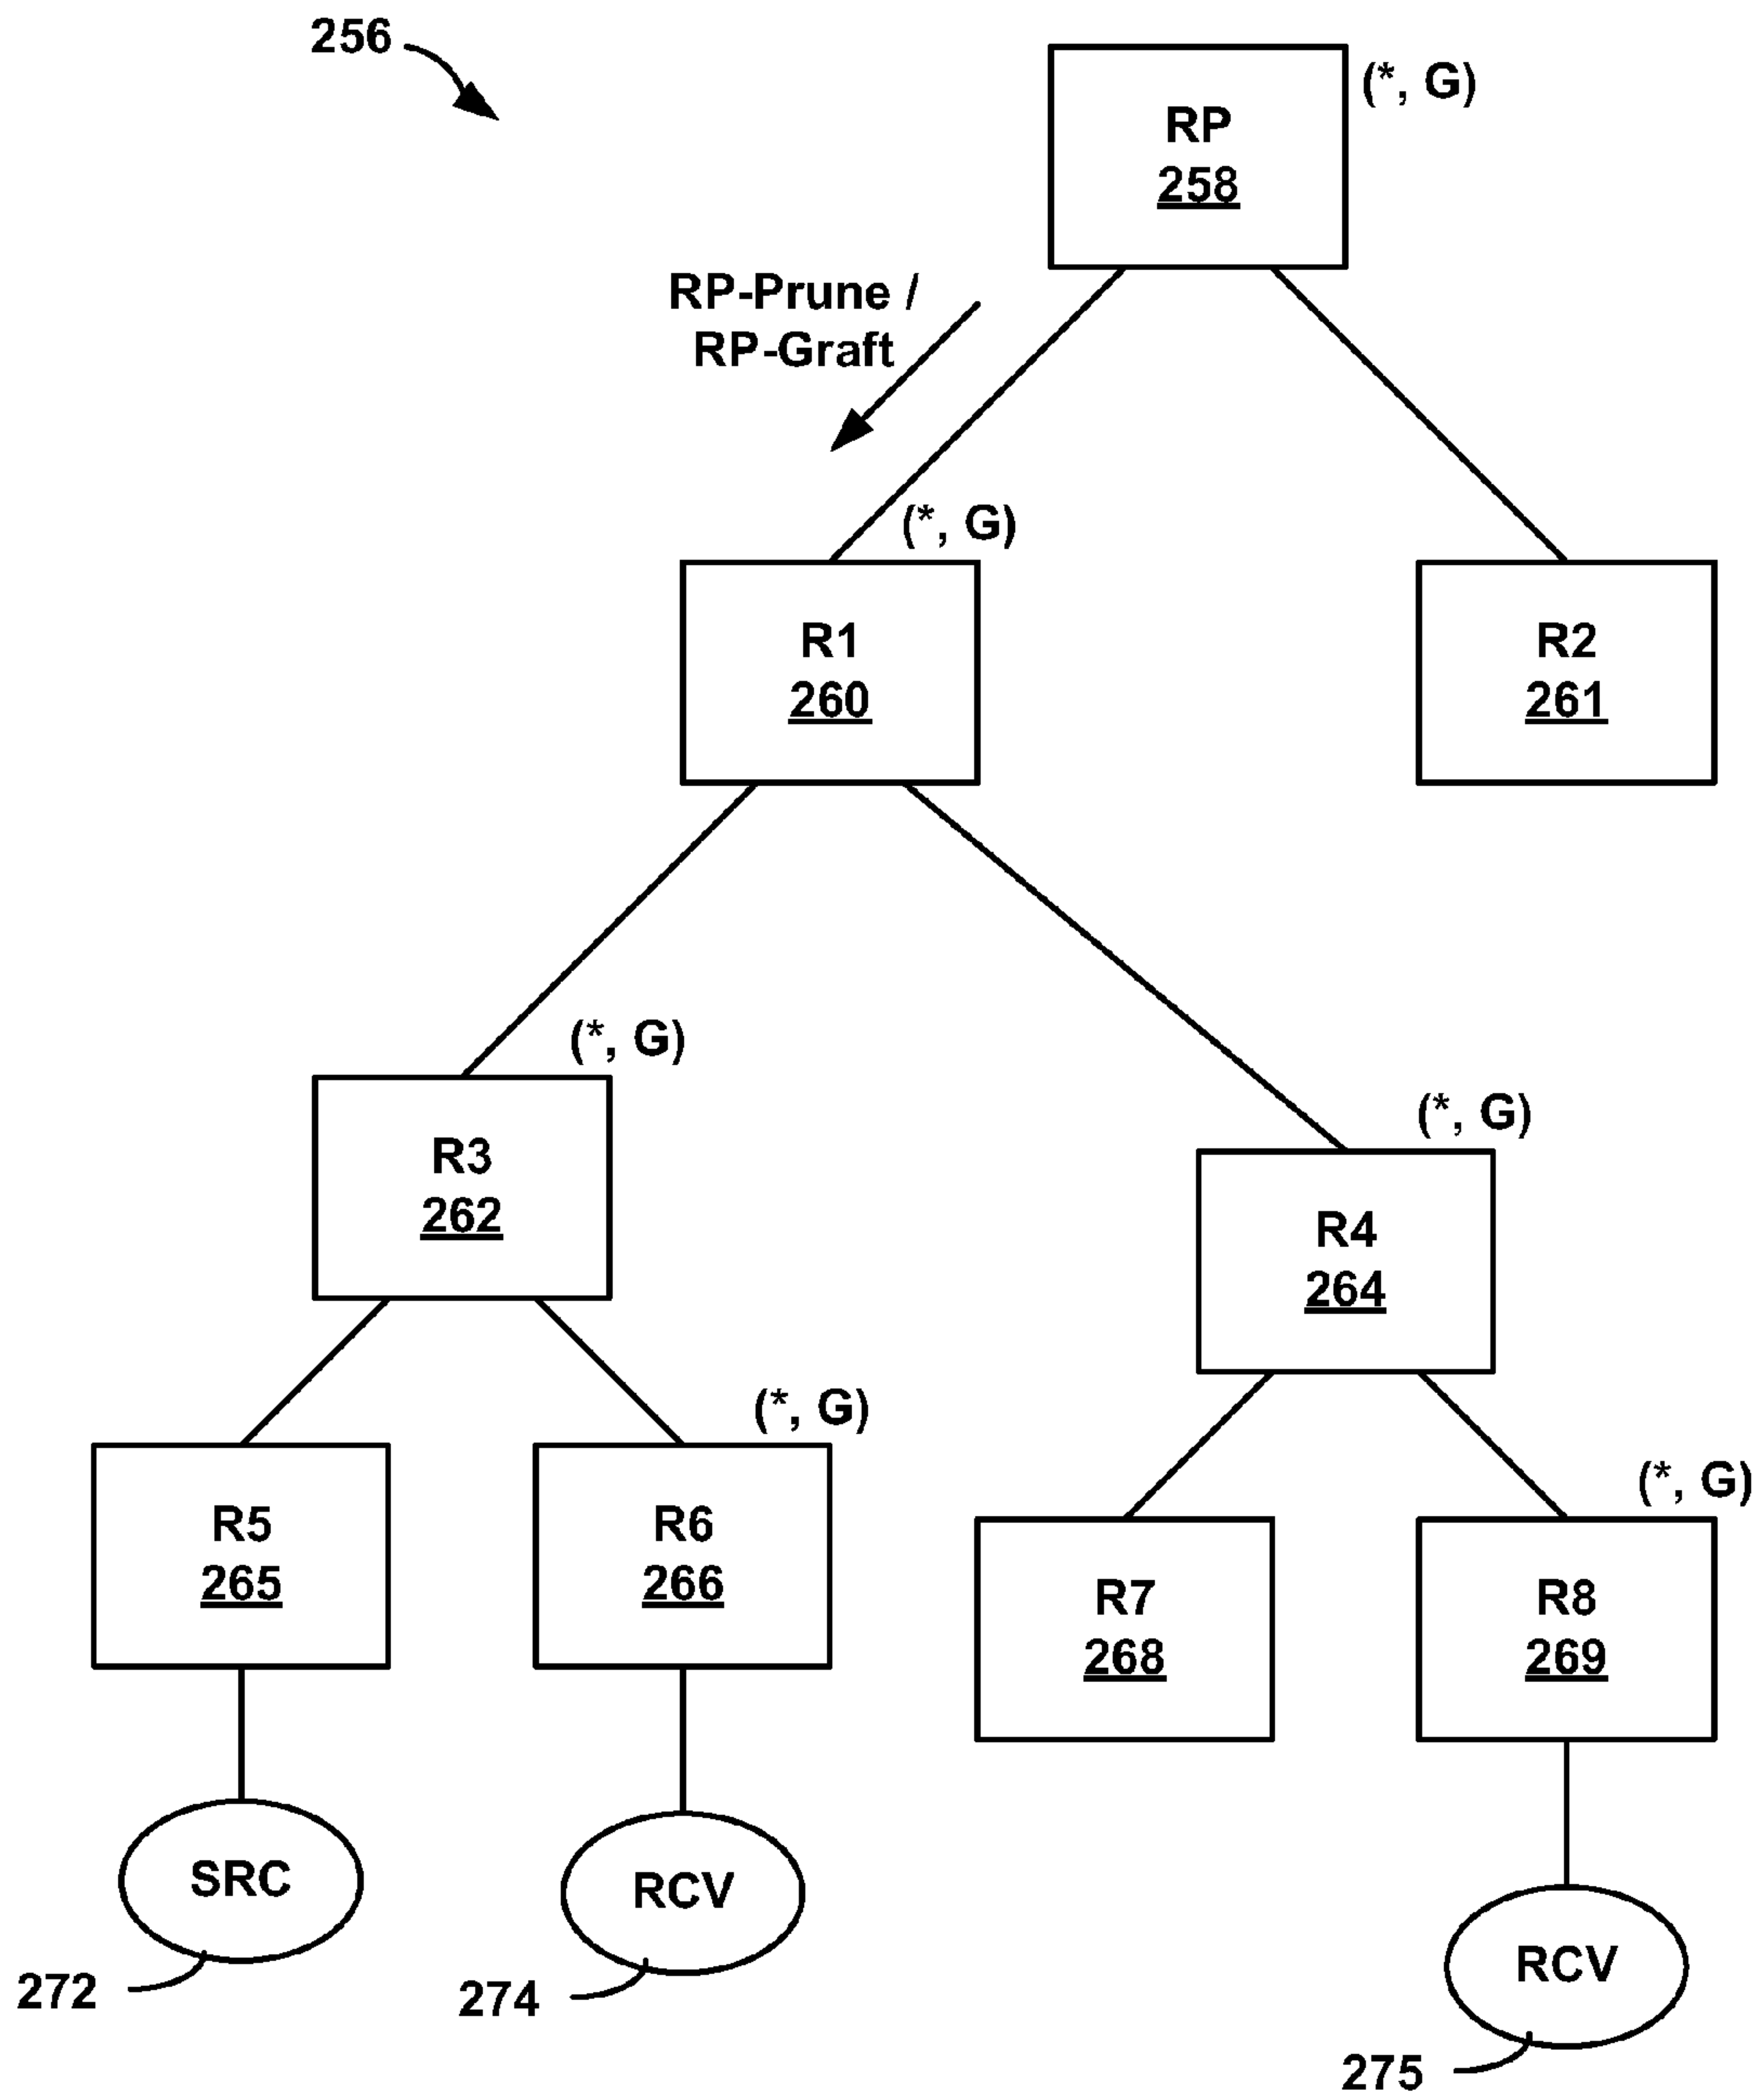 256
(*, G)
RP
258
RP-Prune /
RP-Graft
(*, G)
R1
260
R2
261
(*, G)
R3
262
(*, G)
R4
264
(*, G)
R5
265
R6
266
(*, G)
R7
268
R8
269
SRC
RCV
RCV
272
274
275